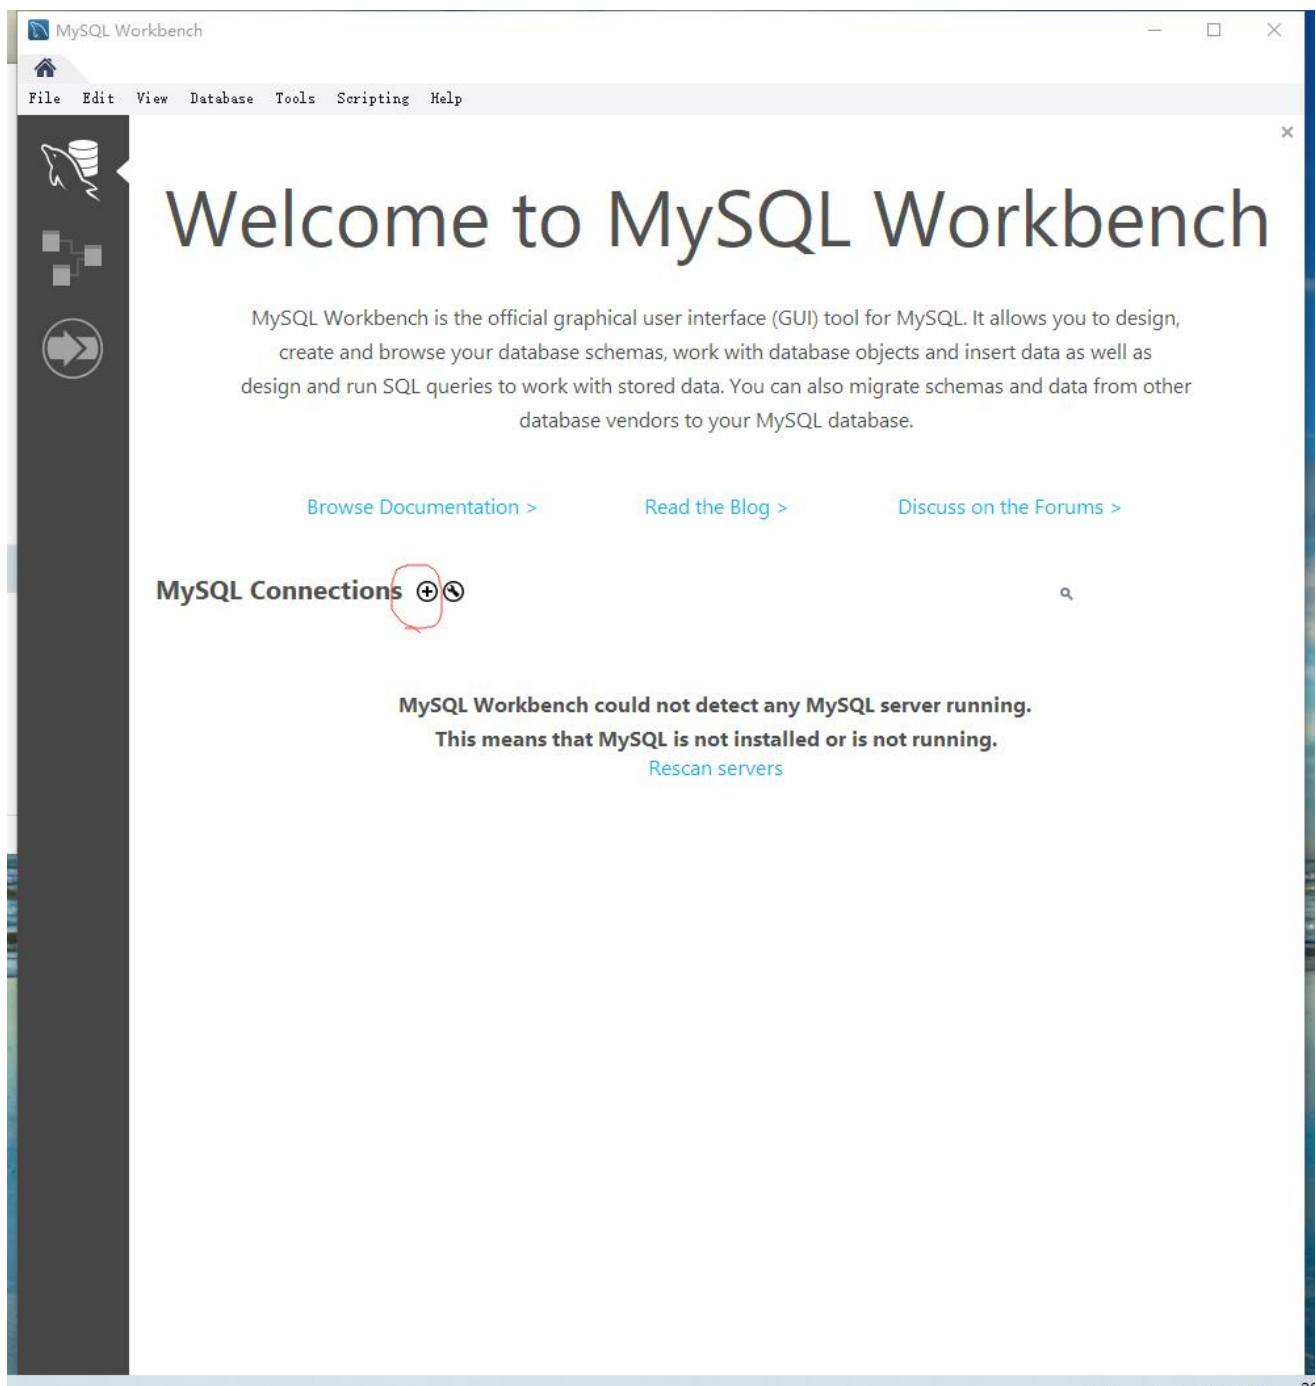 MySQL Workbench
File Edit View Database Tools Scripting Help
Welcome to MySQL Workbench
MySQL Workbench is the official graphical user interface (GUI) tool for MySQL. It allows you to design,
create and browse your database schemas, work with database objects and insert data as well as
design and run SQL queries to work with stored data. You can also migrate schemas and data from other
database vendors to your MySQL database.
Browse Documentation > Read the Blog > Discuss on the Forums >
MySQL Connections
MySQL Workbench could not detect any MySQL server running.
This means that MySQL is not installed or is not running.
Rescan servers